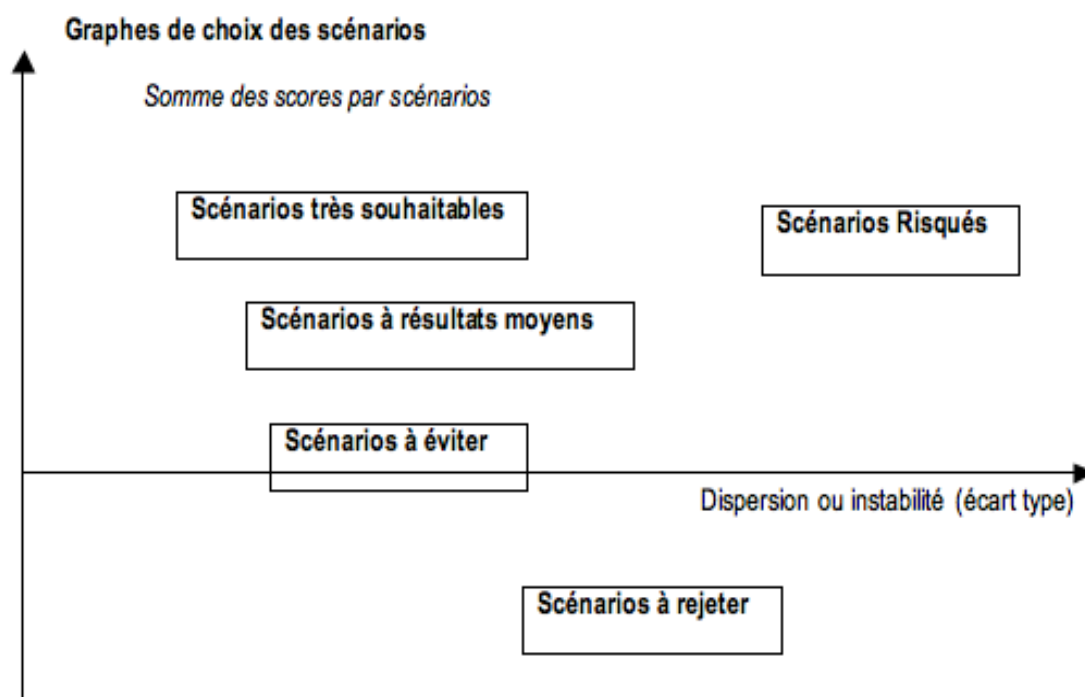 Graphes de choix des scénarios
Somme des scores par scénarios
Scénarios très souhaitables
Scénarios Risqués
Scénarios à résultats moyens
Scénarios à éviter
Dispersion ou instabilité (écart type)
Scénarios à rejeter